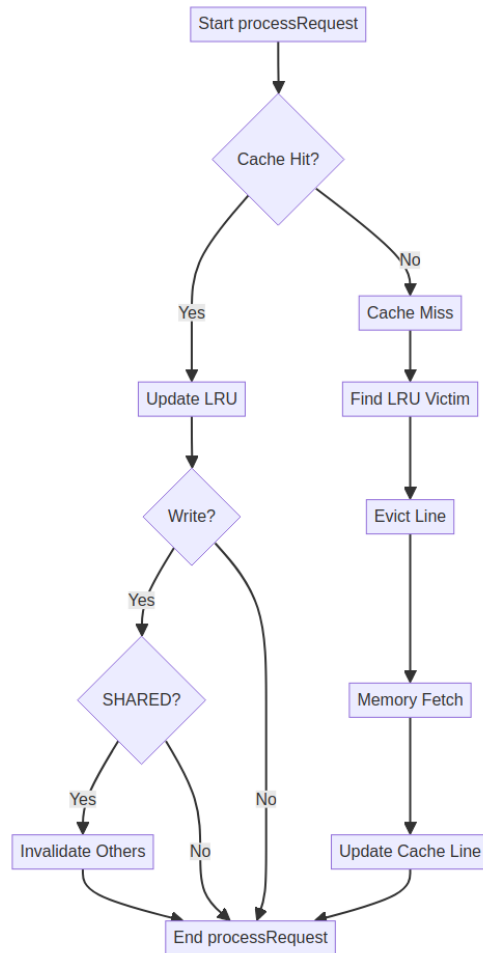 Start processRequest
Cache Hit?
No
Yes
Cache Miss
Update LRU
Find LRU Victim
Write?
Evict Line
Yes
SHARED?
Memory Fetch
Yes
No
No
Invalidate Others
Update Cache Line
End processRequest